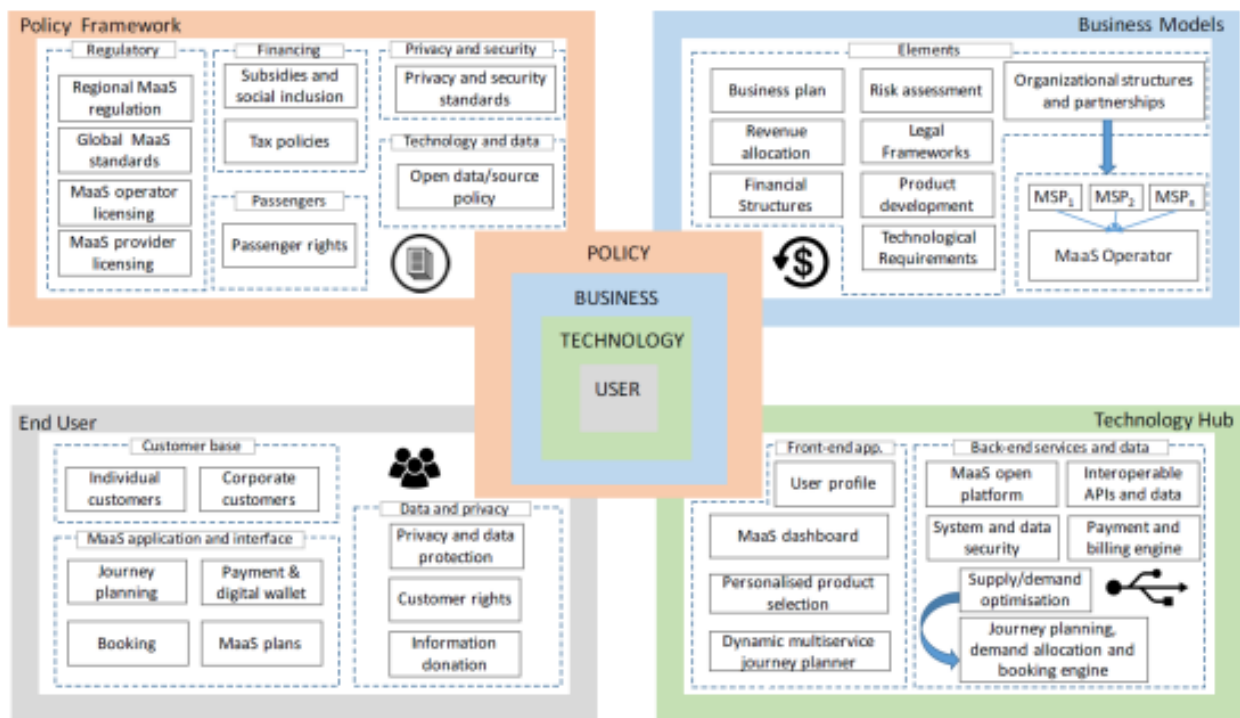 Policy Framework
Regulatory
Regional MaaS
regulation
Global MaaS
standards
MaaS operator
licensing
MaaS provider
licensing
Financing
Subsidies and
social inclusion
Tax policies
Passengers
Passenger rights
Privacy and security
Privacy and security
standards
Technology and data
Open data/source
policy
Business Models
Elements
Business plan
Revenue
allocation
Financial
Structures
Risk assessment
Legal
Frameworks
Product
development
Technological
Requirements
Organizational structures
and partnerships
MSP1
MSP2
MSPn
MaaS Operator
$
POLICY
BUSINESS
TECHNOLOGY
USER
End User
Customer base
Individual
customers
Corporate
customers
MaaS application and interface
Journey
planning
Payment &
digital wallet
Booking
MaaS plans
Data and privacy
Privacy and data
protection
Customer rights
Information
donation
Technology Hub
Front-end app.
User profile
MaaS dashboard
Personalised product
selection
Dynamic multiservice
journey planner
Back-end services and data
MaaS open
platform
Interoperable
APIs and data
System and data
security
Payment and
billing engine
Supply/demand
optimisation
Journey planning,
demand allocation and
booking engine